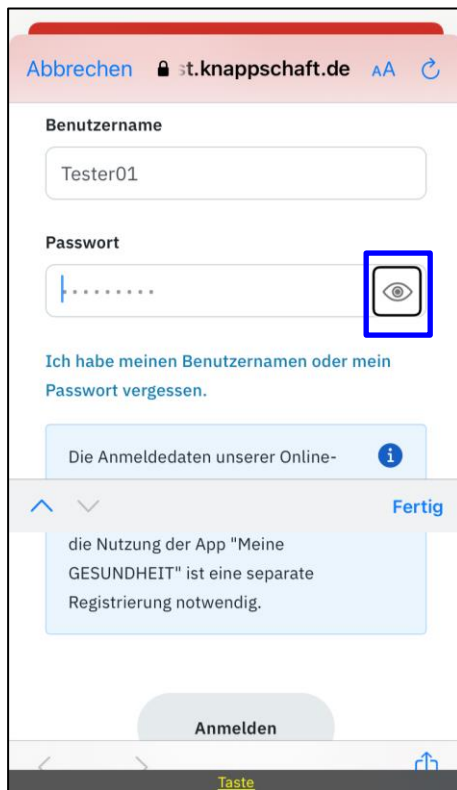 Abbrechen st.knappschaft.de AA
Benutzername
Tester01
Passwort
Ich habe meinen Benutzernamen oder mein
Passwort vergessen.
Die Anmeldedaten unserer Online-
Fertig
die Nutzung der App "Meine
GESUNDHEIT" ist eine separate
Registrierung notwendig.
Anmelden
Taste